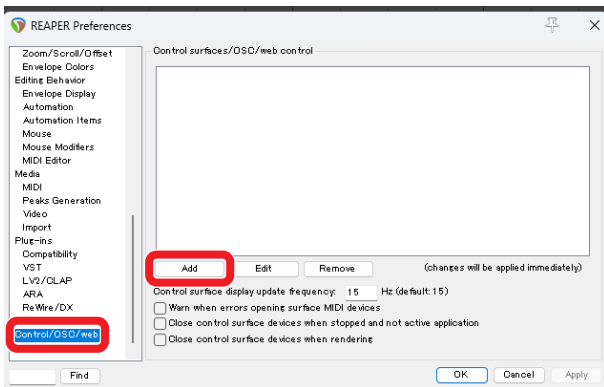 REAPER Preferences
Zoom/Scroll/Offset
Envelope Colors
Editing Behavior
Envelope Display
Automation
Automation Items
Mouse
Mouse Modifiers
MIDI Editor
Media
MIDI
Peaks Generation
Video
Import
Plug-ins
Compatibility
VST
LV2/CLAP
ARA
ReWire/DX
Control/OSC/web
Find
Control surfaces/OSC/web control
Add Edit Remove (changes will be applied immediately)
Control surface display update frequency: 15 Hz (default: 15)
Warn when errors opening surface MIDI devices
Close control surface devices when stopped and not active application
Close control surface devices when rendering
OK Cancel Apply